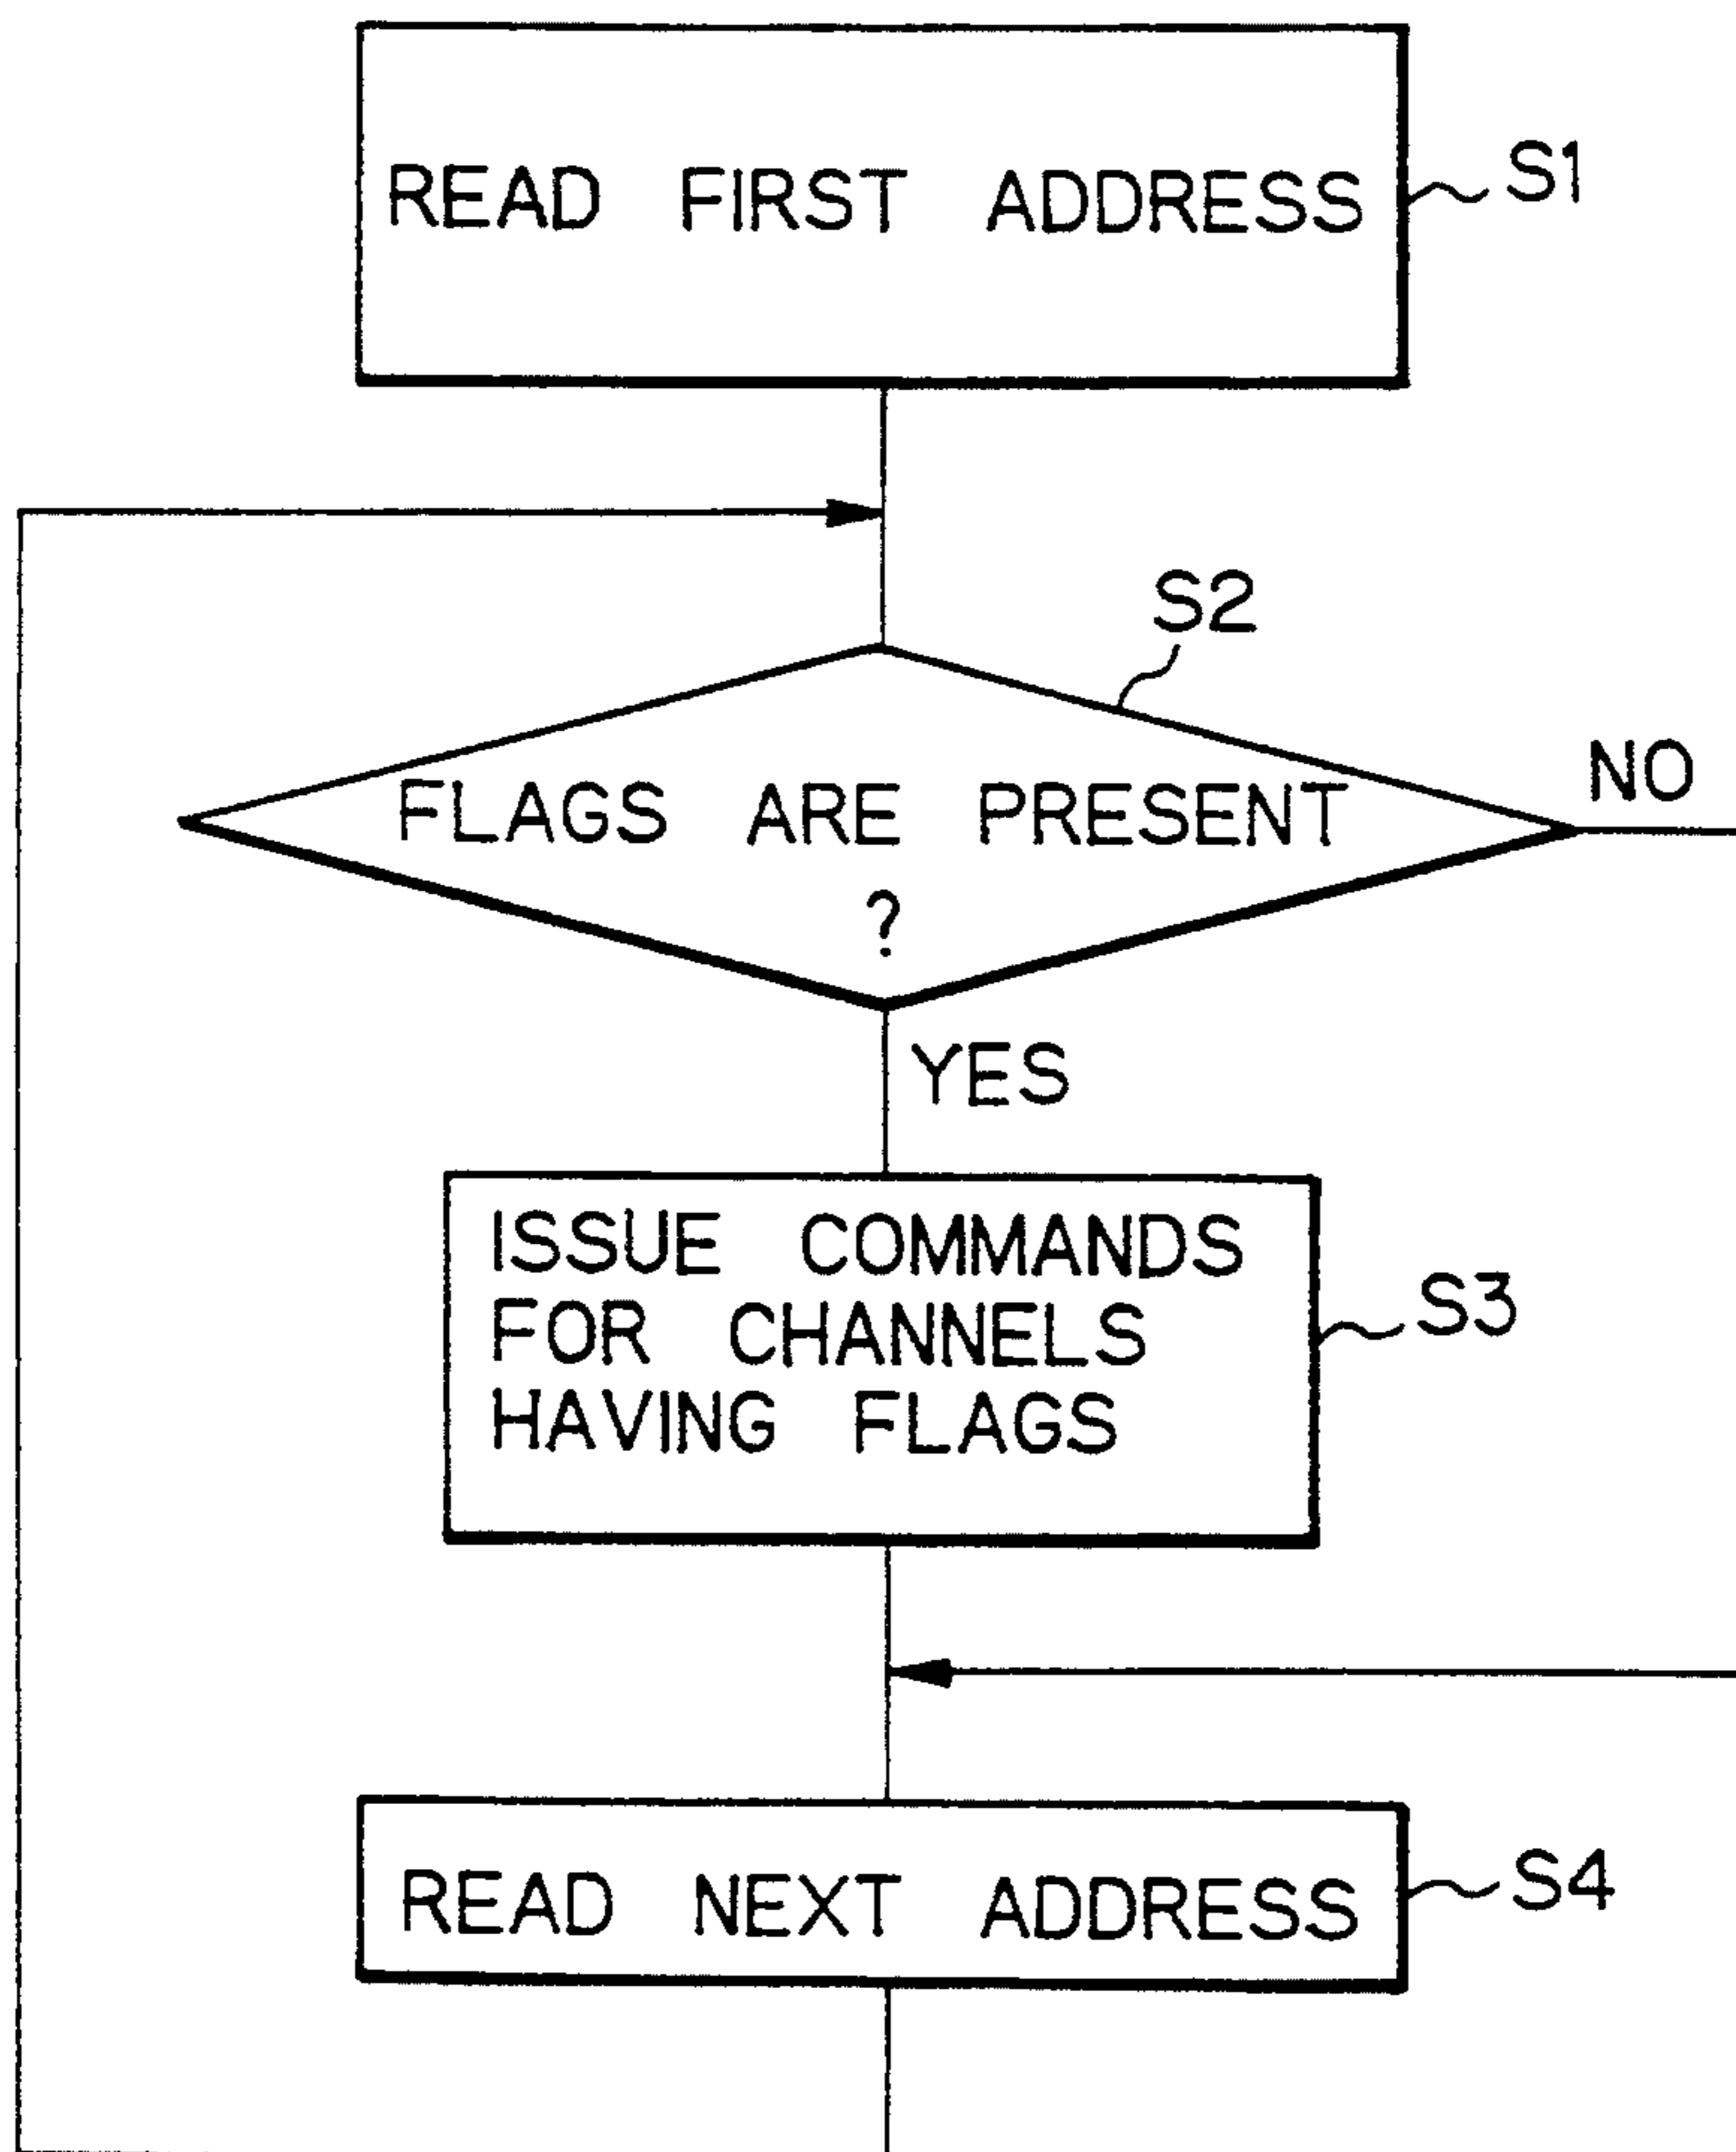 READ FIRST ADDRESS
S1
S2
FLAGS ARE PRESENT
?
NO
YES
ISSUE COMMANDS
FOR CHANNELS
HAVING FLAGS
S3
READ NEXT ADDRESS
S4